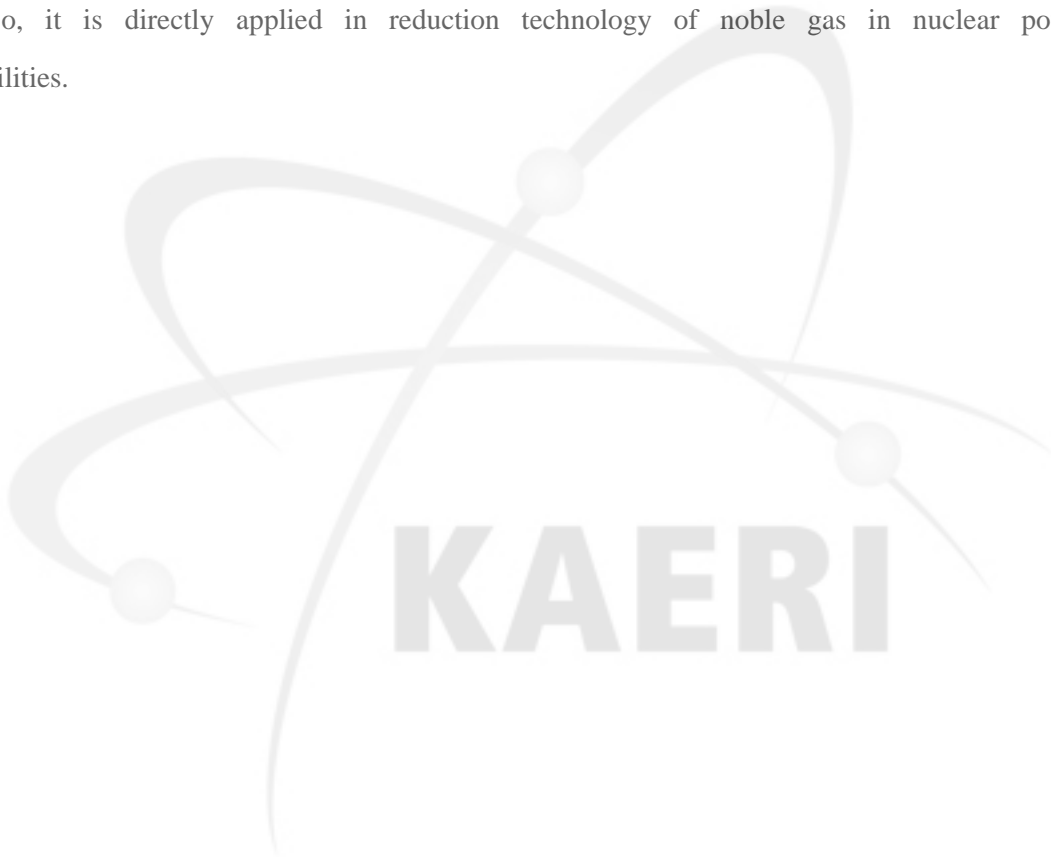 o, it is directly applied in reduction technology of noble gas in nuclear po
ilities.
KAERI